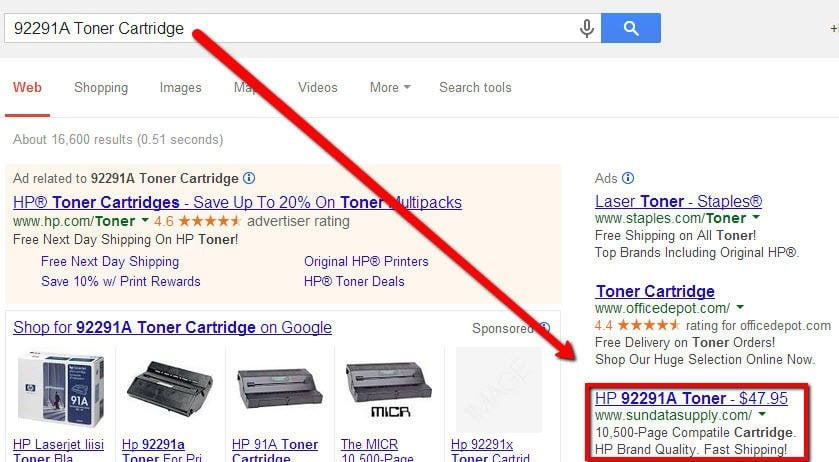 92291A Toner Cartridge
Web Shopping Images Ma Videos More Search tools
About 16,600 results (0.51 seconds)
Ad related to 92291A Toner Cartridge
HP® Toner Cartridges - Save Up To 20% On Toner Multipacks
www.hp.com/Toner 4.6 advertiser rating
Free Next Day Shipping On HP Toner!
Free Next Day Shipping Original HP® Printers
Save 10% w/ Print Rewards HP® Toner Deals
Shop for 92291A Toner Cartridge on Google Sponsored
hp
91A
MICR
IMAGE
HP Laserjet Iiisi Hp 92291a HP 91A Toner The MICR Hp 92291x
Toner Bla Toner For Pri Cartridge Laser Toner Cartrid
Ads
Laser Toner - Staples®
www.staples.com/Toner
Free Shipping on All Toner!
Top Brands Including Original HP®.
Toner Cartridge
www.officedepot.com/
4.4 rating for officedepot.com
Free Delivery on Toner Orders!
Shop Our Huge Selection Online Now.
HP 92291A Toner - $47.95
www.sundatasupply.com/
10,500-Page Compatile Cartridge.
HP Brand Quality. Fast Shipping!